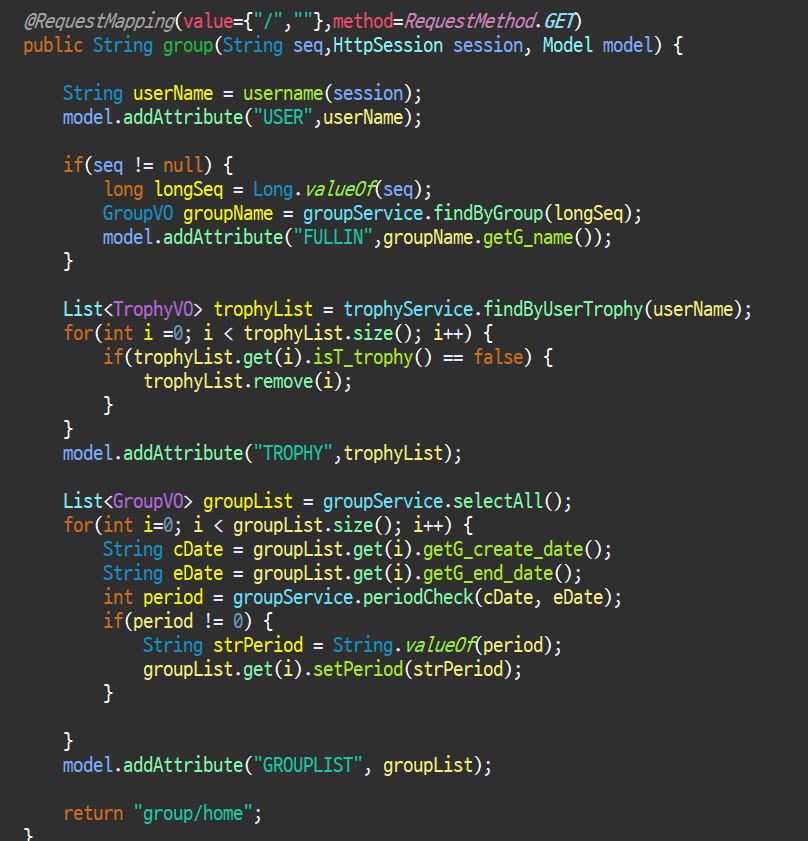 @RequestMapping(value={"/",""},method=RequestMethod.GET)
public String group(String seq,HttpSession session, Model model) {
String userName = username(session);
model.addAttribute("USER",userName);
if(seq != null) {
long longSeq = Long.valueOf(seq);
GroupVO groupName = groupService.findByGroup(longSeq);
model.addAttribute("FULLIN",groupName.getG_name());
}
List<TrophyVO> trophyList = trophyService.findByUserTrophy(userName);
for(int i =0; i < trophyList.size(); i++) {
if(trophyList.get(i).isT_trophy() == false) {
trophyList.remove(i);
}
}
model.addAttribute("TROPHY",trophyList);
List<GroupVO> groupList = groupService.selectAll();
for(int i=0; i < groupList.size(); i++) {
String cDate = groupList.get(i).getG_create_date();
String eDate = groupList.get(i).getG_end_date();
int period = groupService.periodCheck(cDate, eDate);
if(period != 0) {
String strPeriod = String.valueOf(period);
groupList.get(i).setPeriod(strPeriod);
}
}
model.addAttribute("GROUPLIST", groupList);
return "group/home";
}